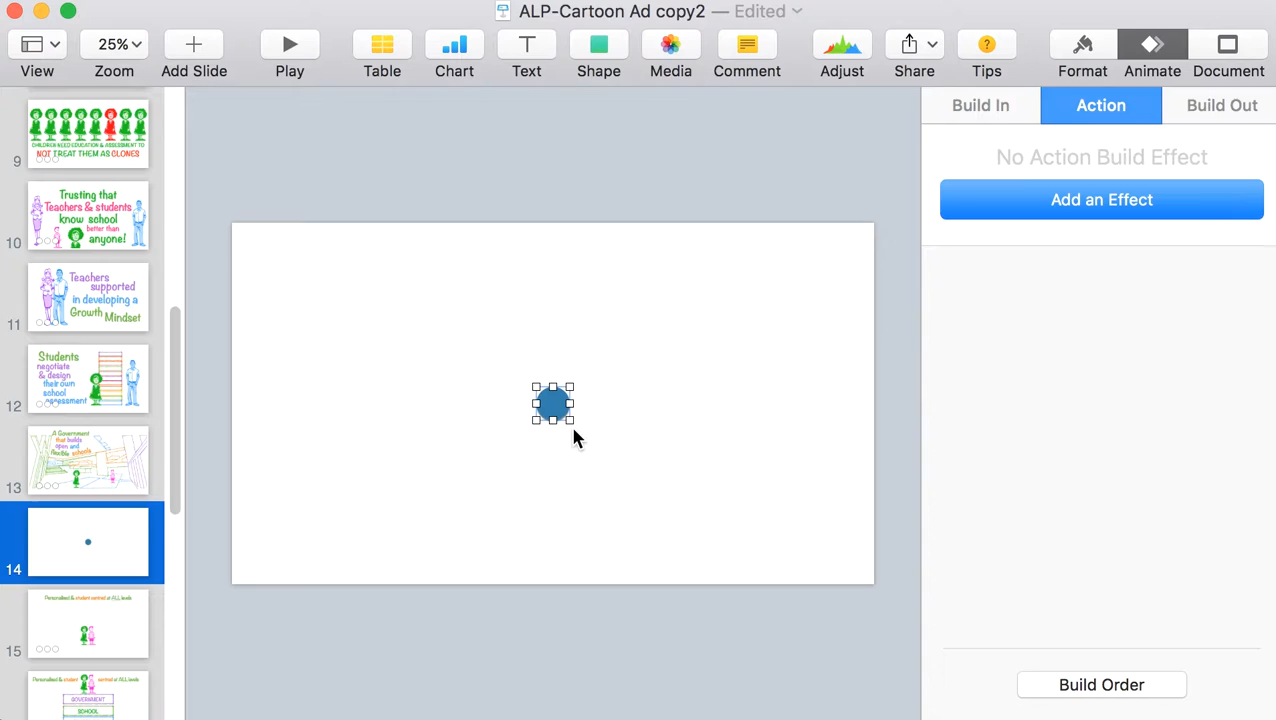 ALP-Cartoon Ad copy2 — Edited
25%
View
Zoom
Add Slide
Play
Table
Chart
Text
Shape
Media
Comment
Adjust
Share
Tips
Format
Animate
Document
Build In
Action
Build Out
No Action Build Effect
Add an Effect
Build Order
CHILDREN NEED EDUCATION & ASSESSMENT TO
NOT TREAT THEM AS CLONES
9
Trusting that
Teachers & students
know school
better than
anyone!
10
Teachers
supported
in developing a
Growth Mindset
11
Students
negotiate
& design
their own
school
assessment
12
A Government
that builds
open and
flexible schools
13
14
Personalised & student centred at ALL levels
15
Personalised & student centred at ALL levels
GOVERNMENT
SCHOOL